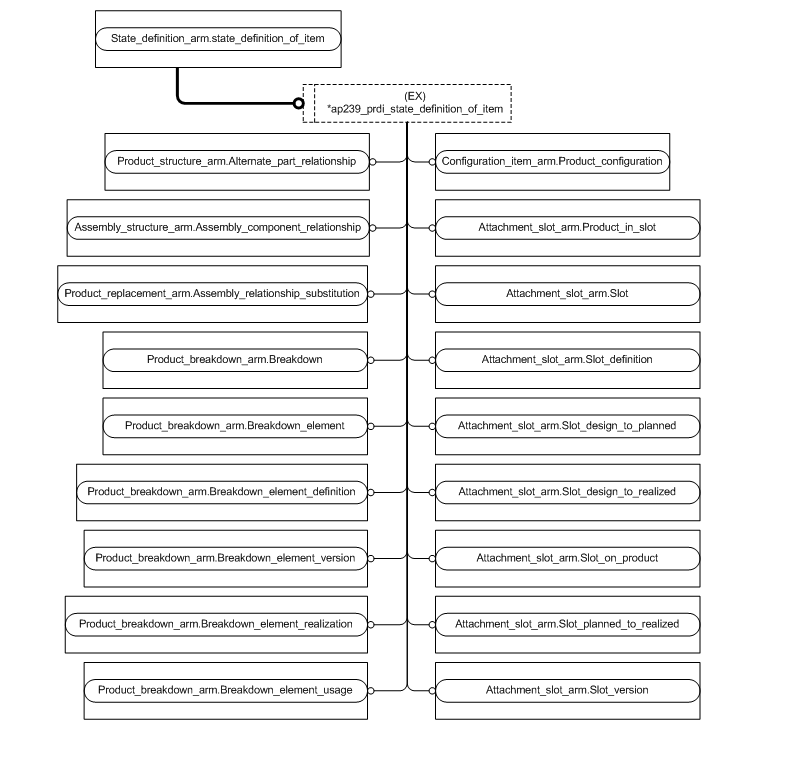 State_definition_arm.state_definition_of_item
(EX)
*ap239_prdi_state_definition_of_item
Product_structure_arm.Alternate_part_relationship
Configuration_item_arm.Product_configuration
Assembly_structure_arm.Assembly_component_relationship
Attachment_slot_arm.Product_in_slot
Product_replacement_arm.Assembly_relationship_substitution
Attachment_slot_arm.Slot
Product_breakdown_arm.Breakdown
Attachment_slot_arm.Slot_definition
Product_breakdown_arm.Breakdown_element
Attachment_slot_arm.Slot_design_to_planned
Product_breakdown_arm.Breakdown_element_definition
Attachment_slot_arm.Slot_design_to_realized
Product_breakdown_arm.Breakdown_element_version
Attachment_slot_arm.Slot_on_product
Product_breakdown_arm.Breakdown_element_realization
Attachment_slot_arm.Slot_planned_to_realized
Product_breakdown_arm.Breakdown_element_usage
Attachment_slot_arm.Slot_version